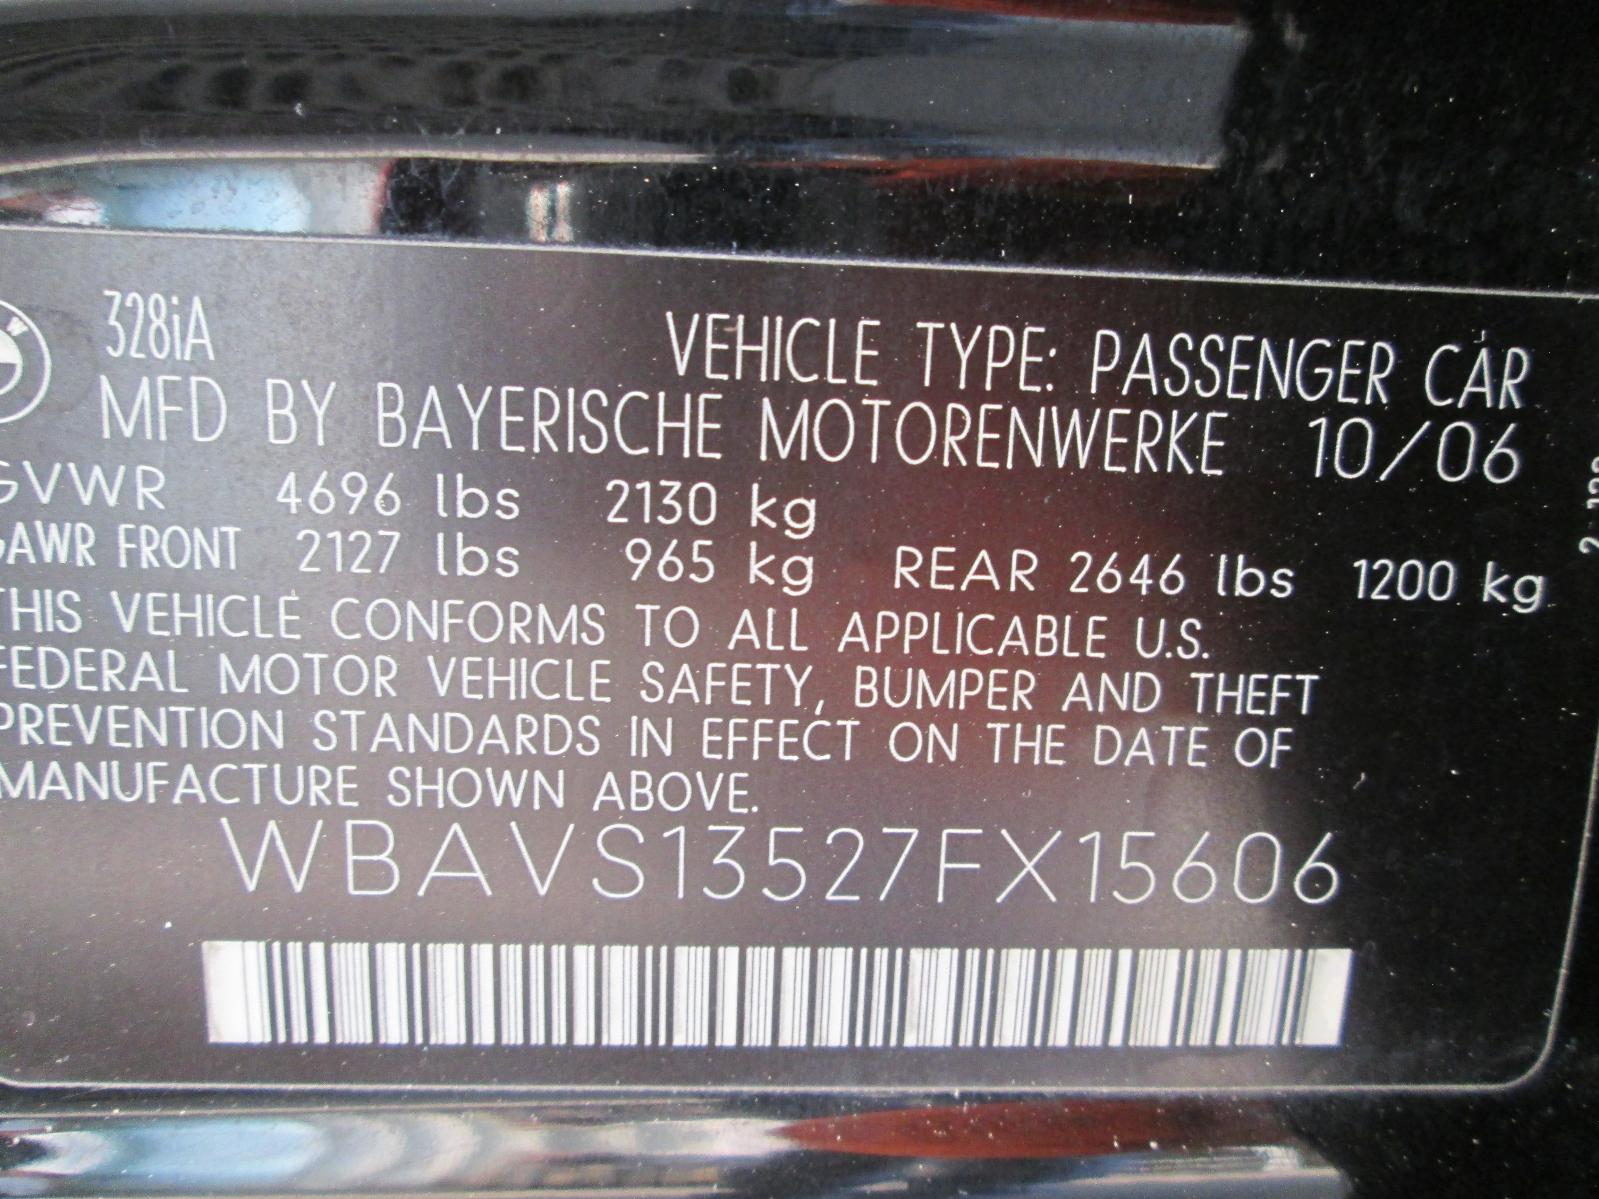 328iA
VEHICLE TYPE: PASSENGER CAR
MFD BY BAYERISCHE MOTORENWERKE 10/06
GVWR 4696 lbs 2130 kg
GAWR FRONT 2127 lbs 965 kg REAR 2646 lbs 1200 kg
THIS VEHICLE CONFORMS TO ALL APPLICABLE U.S.
FEDERAL MOTOR VEHICLE SAFETY, BUMPER AND THEFT
PREVENTION STANDARDS IN EFFECT ON THE DATE OF
MANUFACTURE SHOWN ABOVE.
WBAVS13527FX15606